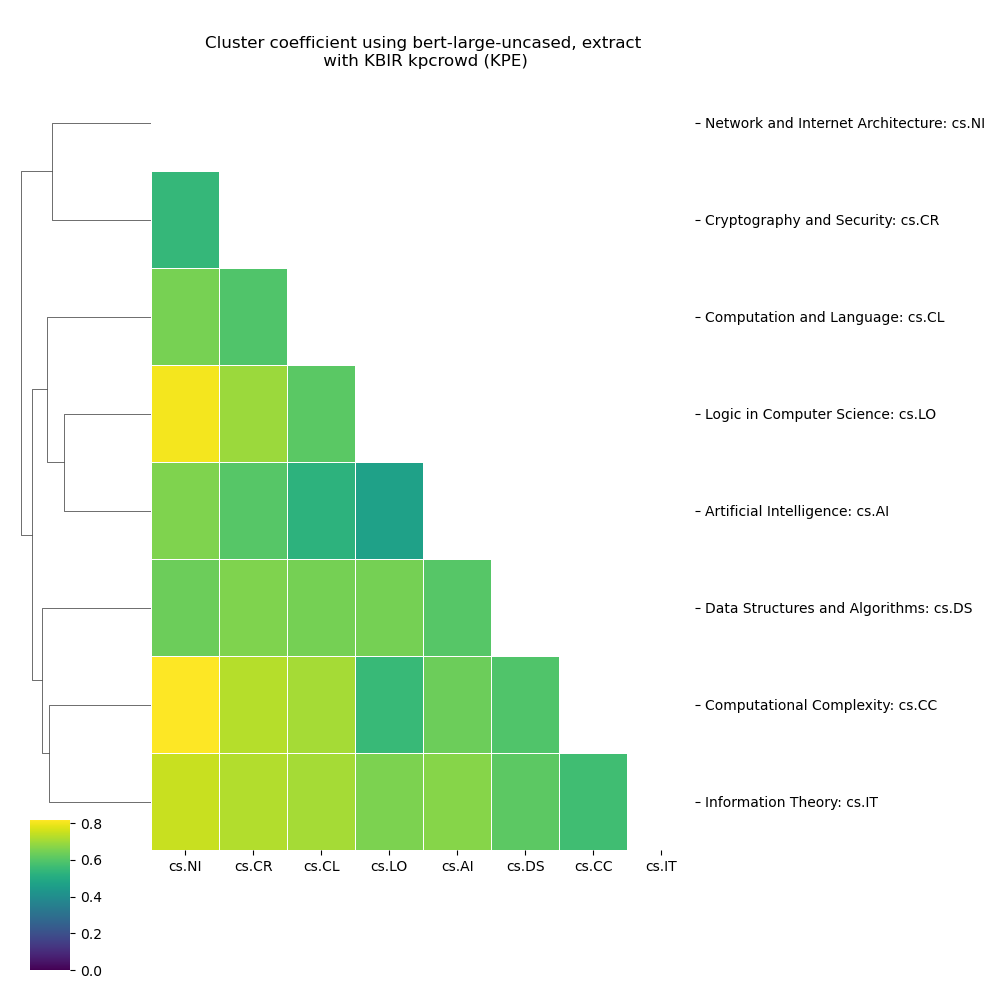 Cluster coefficient using bert-large-uncased, extract
with KBIR kpcrowd (KPE)
Network and Internet Architecture: cs.NI
Cryptography and Security: cs.CR
Computation and Language: cs.CL
Logic in Computer Science: cs.LO
Artificial Intelligence: cs.AI
Data Structures and Algorithms: cs.DS
Computational Complexity: cs.CC
Information Theory: cs.IT
cs.NI cs.CR cs.CL cs.LO cs.AI cs.DS cs.CC cs.IT
0.8
0.6
0.4
0.2
0.0